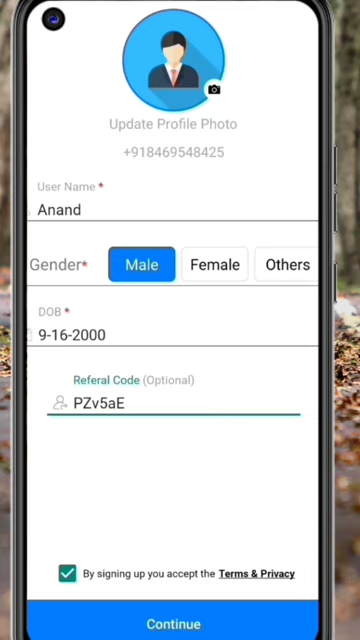 Update Profile Photo
+918469548425
User Name *
Anand
Gender* Male Female Others
DOB *
9-16-2000
Referal Code (Optional)
PZv5aE
By signing up you accept the Terms & Privacy
Continue